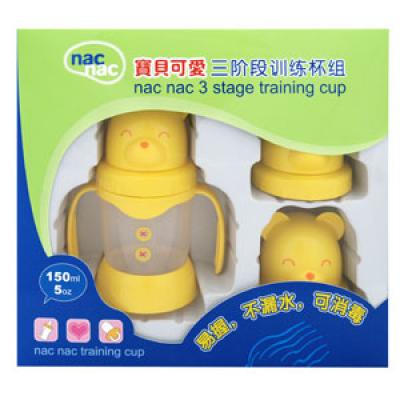 nac
nac
寶貝可愛 三阶段训练杯组
nac nac 3 stage training cup
150ml
5oz
易握，不漏水，可消毒
nac nac training cup